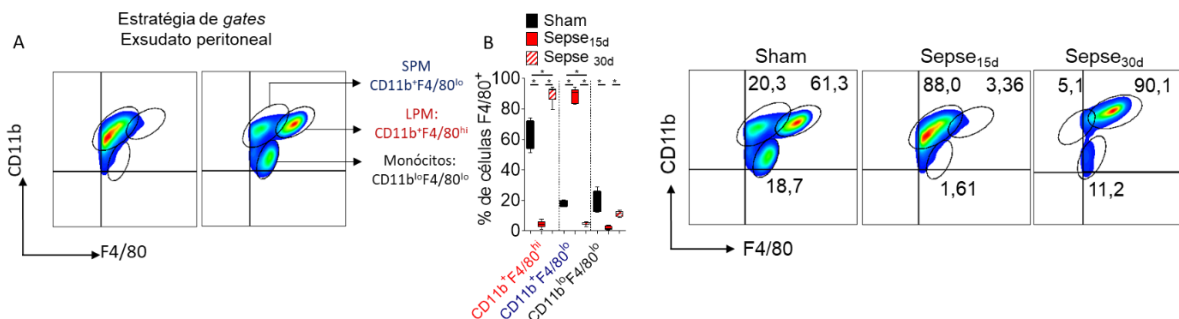 Estratégia de gates
Exsudato peritoneal
A
CD11b
F4/80
SPM
CD11b⁺F4/80ˡᵒ
LPM:
CD11b⁺F4/80ʰⁱ
Monócitos:
CD11bˡᵒF4/80ˡᵒ
B
Sham
Sepse₁₅d
Sepse ₃₀d
% de células F4/80⁺
100
80
60
40
20
0
* * * * * * * *
CD11b⁺F4/80ʰⁱ
CD11b⁺F4/80ˡᵒ
CD11bˡᵒF4/80ˡᵒ
Sham
20,3 61,3
18,7
Sepse₁₅d
88,0 3,36
1,61
Sepse₃₀d
5,1 90,1
11,2
CD11b
F4/80